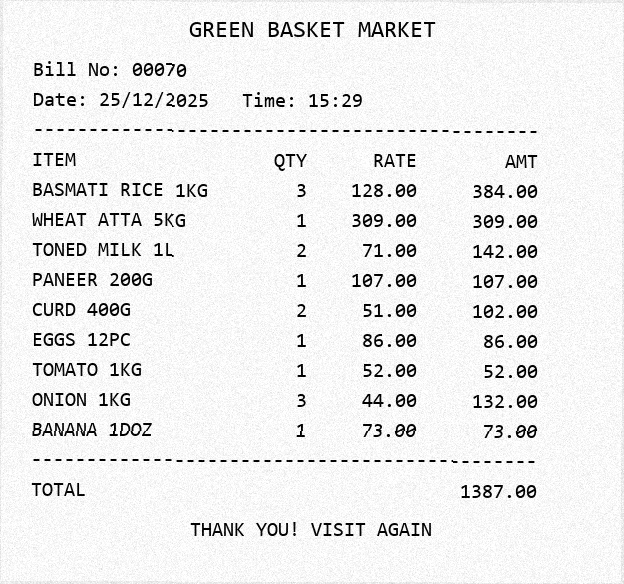 GREEN BASKET MARKET
Bill No: 00070
Date: 25/12/2025   Time: 15:29
----------------------------------------------
ITEM QTY RATE AMT
BASMATI RICE 1KG 3 128.00 384.00
WHEAT ATTA 5KG 1 309.00 309.00
TONED MILK 1L 2 71.00 142.00
PANEER 200G 1 107.00 107.00
CURD 400G 2 51.00 102.00
EGGS 12PC 1 86.00 86.00
TOMATO 1KG 1 52.00 52.00
ONION 1KG 3 44.00 132.00
BANANA 1DOZ 1 73.00 73.00
----------------------------------------------
TOTAL 1387.00
THANK YOU! VISIT AGAIN